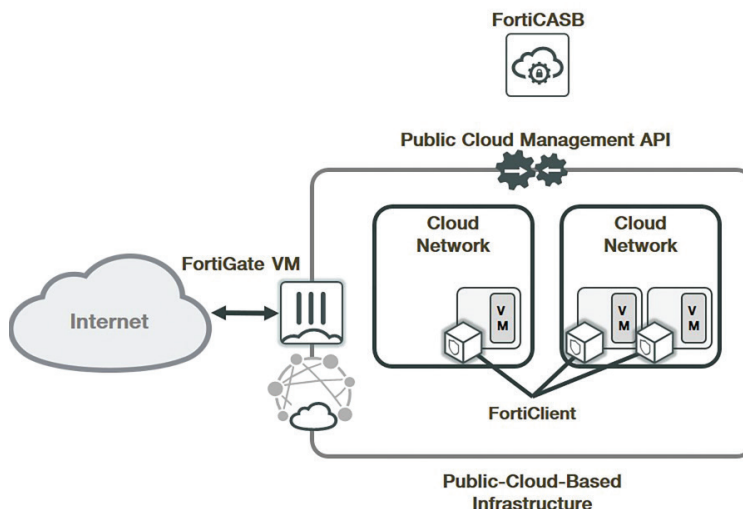 FortiCASB
Public Cloud Management API
Cloud
Network
Cloud
Network
FortiGate VM
Internet
V
M
V
M
V
M
FortiClient
Public-Cloud-Based
Infrastructure